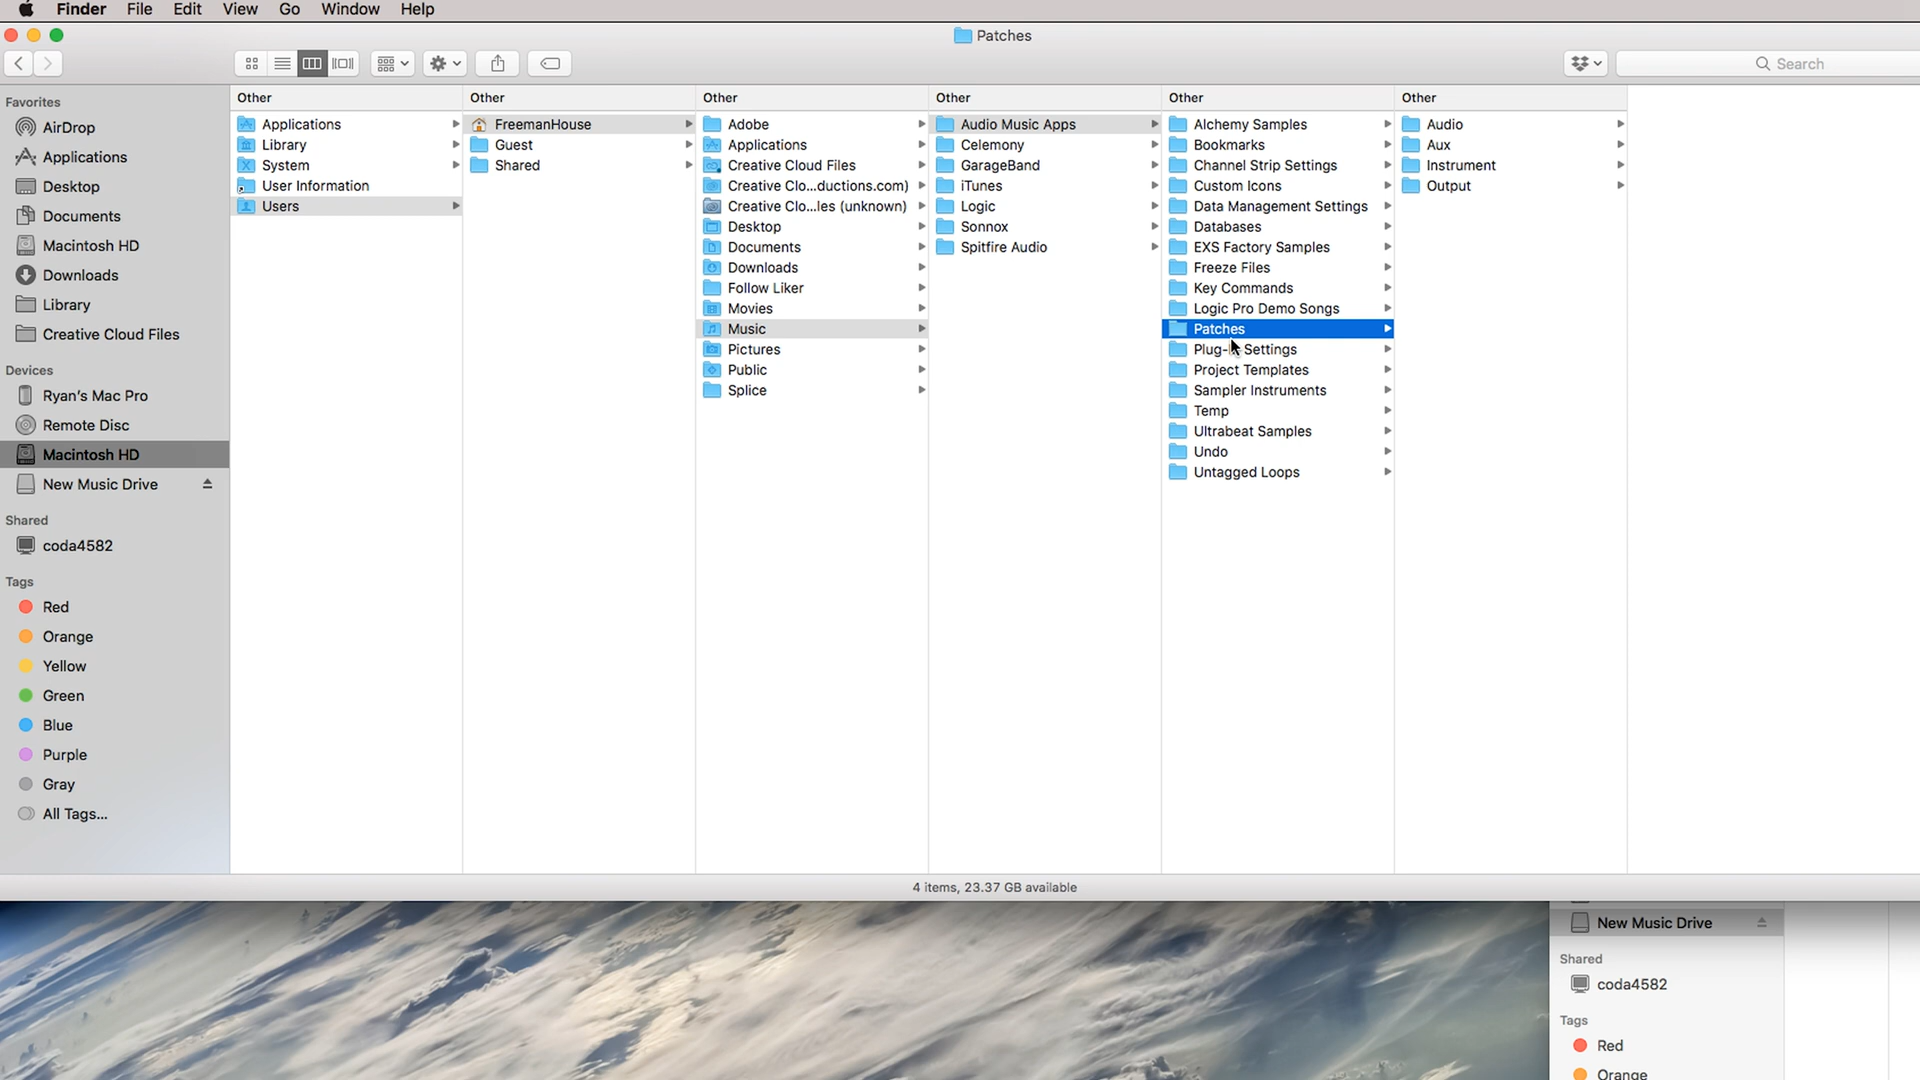 Finder File Edit View Go Window Help
Patches
Search
Favorites
AirDrop
Applications
Desktop
Documents
Macintosh HD
Downloads
Library
Creative Cloud Files
Devices
Ryan's Mac Pro
Remote Disc
Macintosh HD
New Music Drive
Shared
coda4582
Tags
Red
Orange
Yellow
Green
Blue
Purple
Gray
All Tags...
Other
Applications
Library
System
User Information
Users
Other
FreemanHouse
Guest
Shared
Other
Adobe
Applications
Creative Cloud Files
Creative Clo...ductions.com)
Creative Clo...les (unknown)
Desktop
Documents
Downloads
Follow Liker
Movies
Music
Pictures
Public
Splice
Other
Audio Music Apps
Celemony
GarageBand
iTunes
Logic
Sonnox
Spitfire Audio
Other
Alchemy Samples
Bookmarks
Channel Strip Settings
Custom Icons
Data Management Settings
Databases
EXS Factory Samples
Freeze Files
Key Commands
Logic Pro Demo Songs
Patches
Plug-In Settings
Project Templates
Sampler Instruments
Temp
Ultrabeat Samples
Undo
Untagged Loops
Other
Audio
Aux
Instrument
Output
4 items, 23.37 GB available
New Music Drive
Shared
coda4582
Tags
Red
Orange